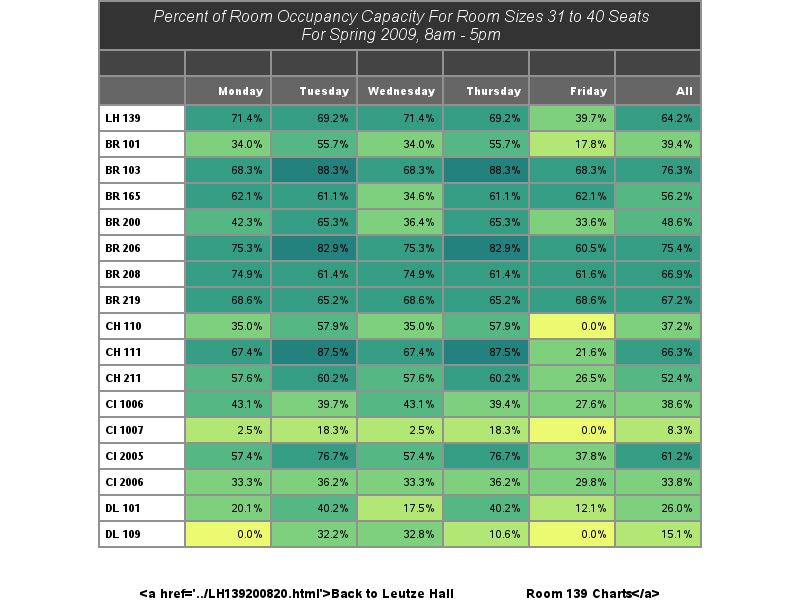 Percent of Room Occupancy Capacity For Room Sizes 31 to 40 Seats
For Spring 2009, 8am - 5pm
Monday Tuesday Wednesday Thursday Friday All
LH 139 71.4% 69.2% 71.4% 69.2% 39.7% 64.2%
BR 101 34.0% 55.7% 34.0% 55.7% 17.8% 39.4%
BR 103 68.3% 88.3% 68.3% 88.3% 68.3% 76.3%
BR 165 62.1% 61.1% 34.6% 61.1% 62.1% 56.2%
BR 200 42.3% 65.3% 36.4% 65.3% 33.6% 48.6%
BR 206 75.3% 82.9% 75.3% 82.9% 60.5% 75.4%
BR 208 74.9% 61.4% 74.9% 61.4% 61.6% 66.9%
BR 219 68.6% 65.2% 68.6% 65.2% 68.6% 67.2%
CH 110 35.0% 57.9% 35.0% 57.9% 0.0% 37.2%
CH 111 67.4% 87.5% 67.4% 87.5% 21.6% 66.3%
CH 211 57.6% 60.2% 57.6% 60.2% 26.5% 52.4%
CI 1006 43.1% 39.7% 43.1% 39.4% 27.6% 38.6%
CI 1007 2.5% 18.3% 2.5% 18.3% 0.0% 8.3%
CI 2005 57.4% 76.7% 57.4% 76.7% 37.8% 61.2%
CI 2006 33.3% 36.2% 33.3% 36.2% 29.8% 33.8%
DL 101 20.1% 40.2% 17.5% 40.2% 12.1% 26.0%
DL 109 0.0% 32.2% 32.8% 10.6% 0.0% 15.1%
<a href='../LH139200820.html'>Back to Leutze Hall Room 139 Charts</a>